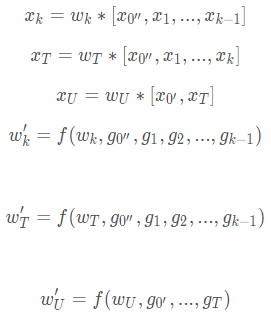 x_k = w_k * [x_{0''}, x_1, ..., x_{k-1}]
x_T = w_T * [x_{0''}, x_1, ..., x_k]
x_U = w_U * [x_{0'}, x_T]
w'_k = f(w_k, g_{0''}, g_1, g_2, ..., g_{k-1})
w'_T = f(w_T, g_{0''}, g_1, g_2, ..., g_{k-1})
w'_U = f(w_U, g_{0'}, ..., g_T)